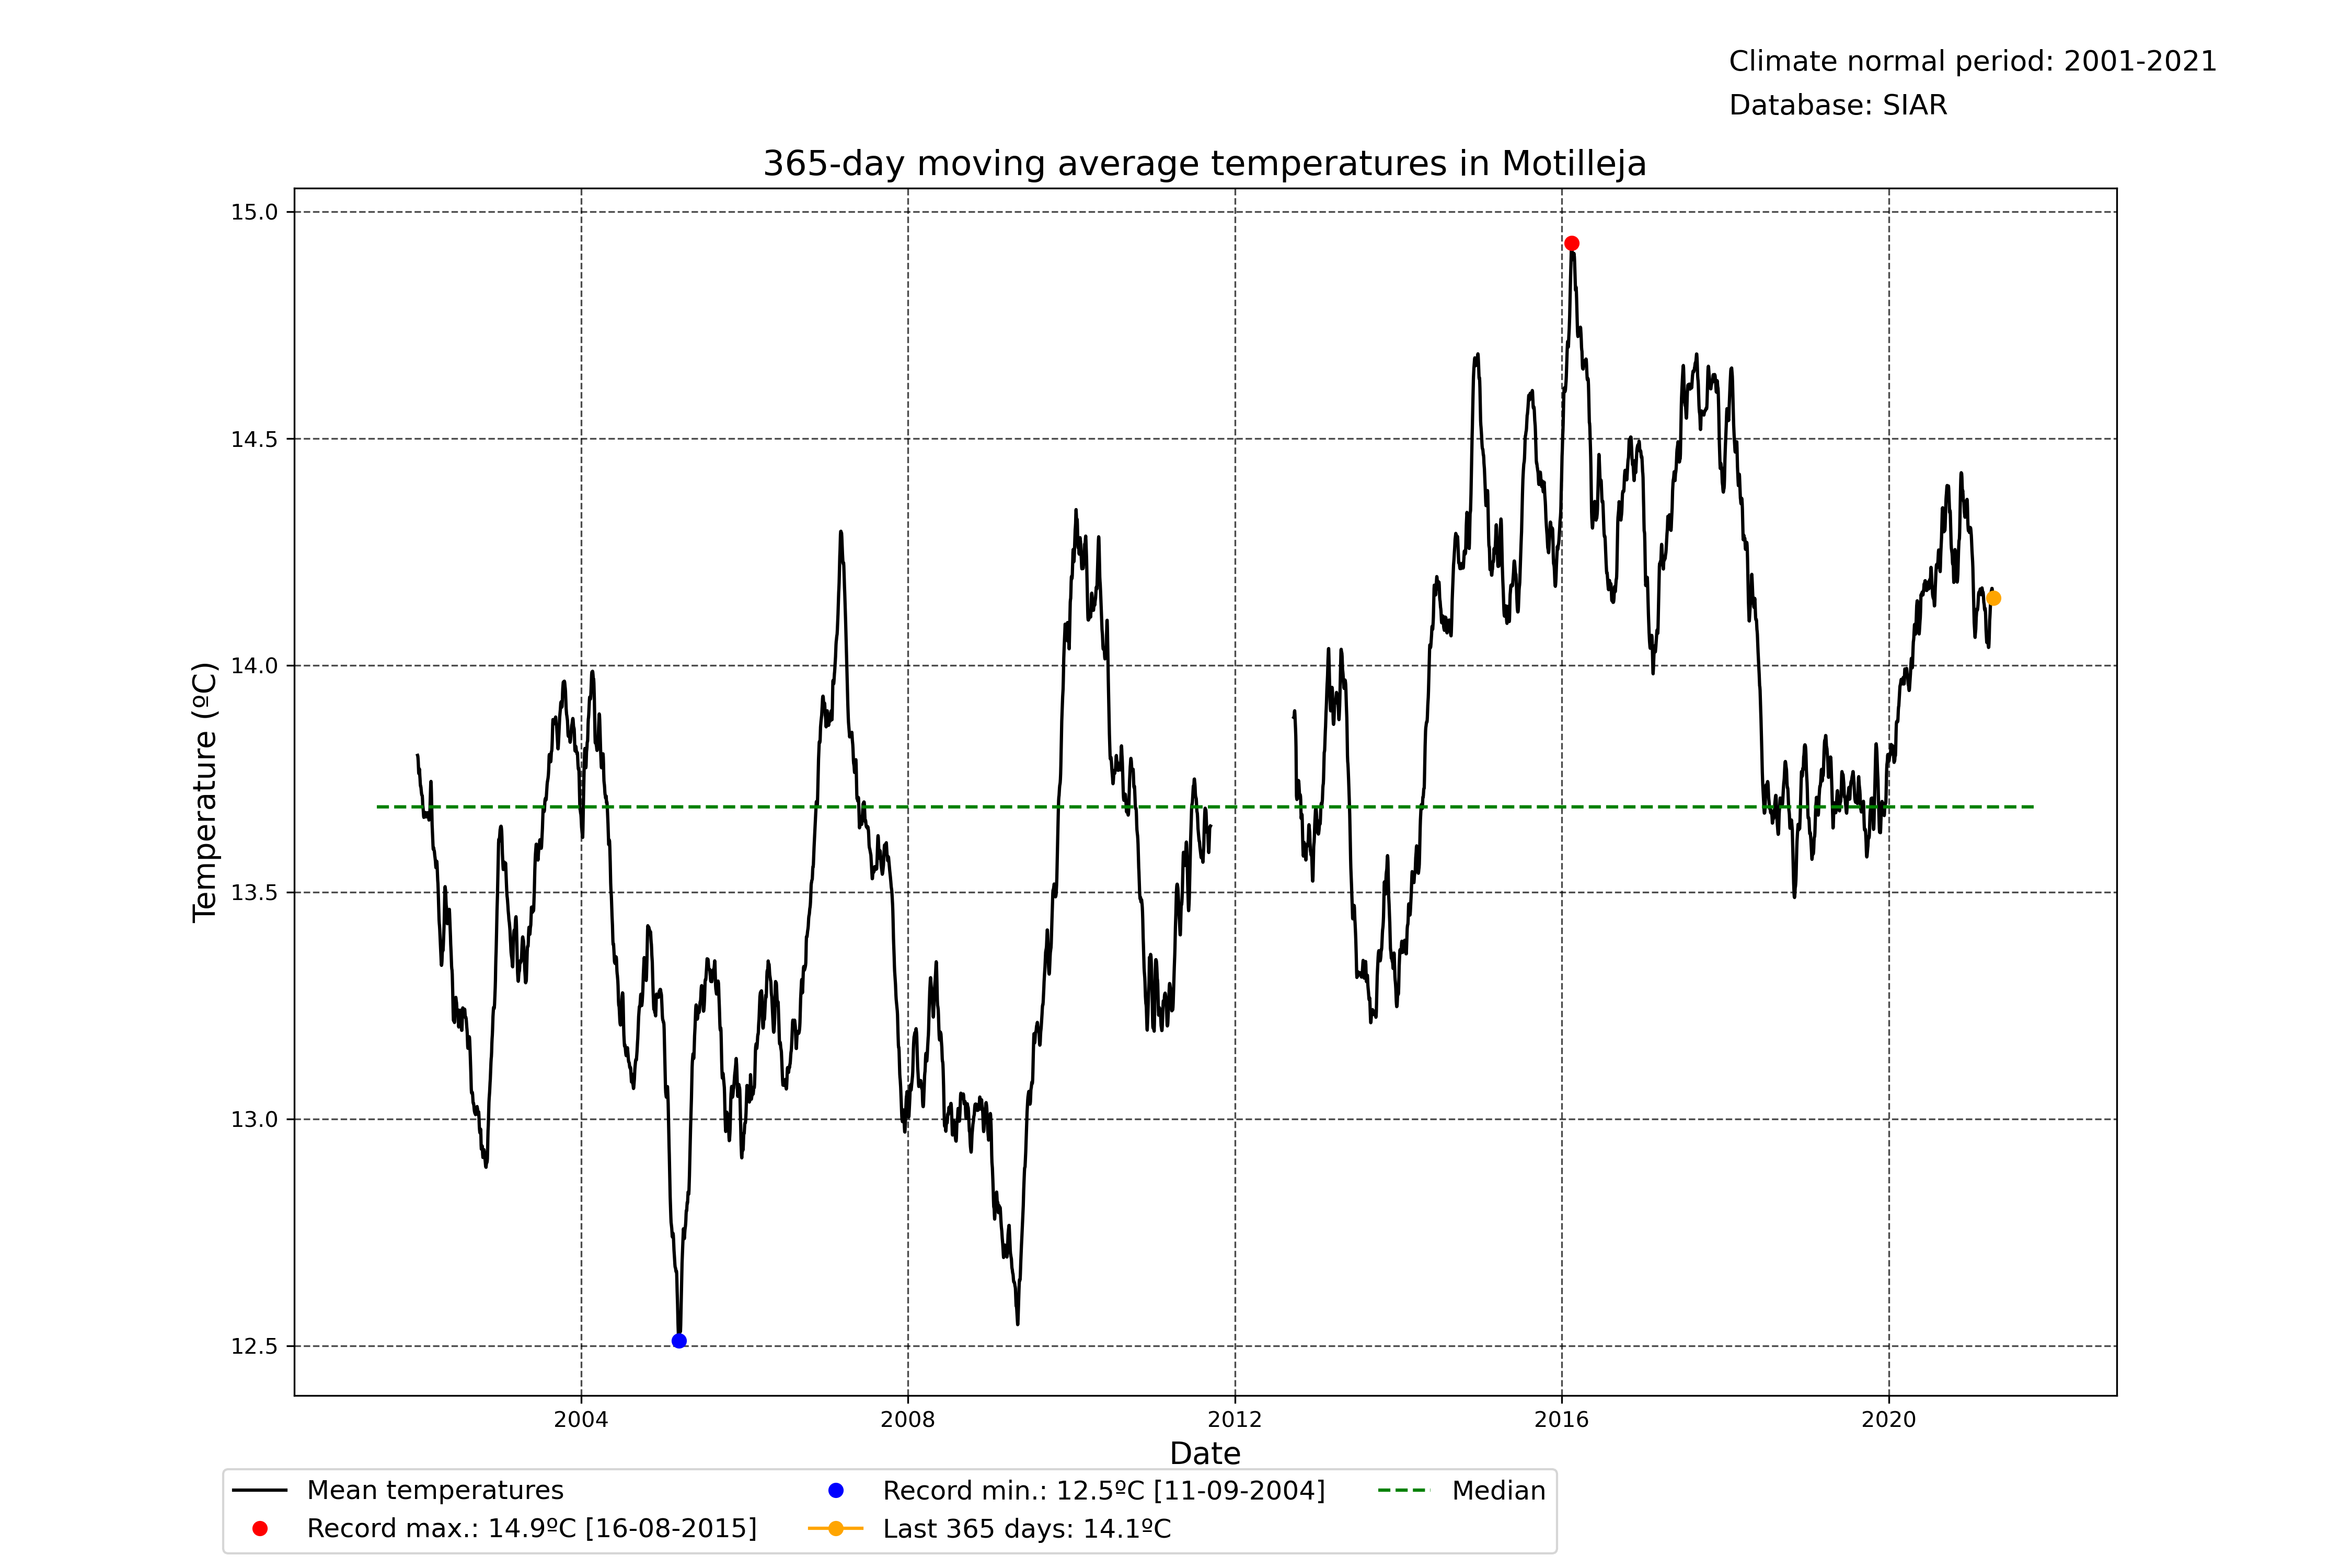 Climate normal period: 2001-2021
Database: SIAR
365-day moving average temperatures in Motilleja
15.0
14.5
14.0
13.5
13.0
12.5
Temperature (ºC)
2004 2008 2012 2016 2020
Date
Mean temperatures
Record max.: 14.9ºC [16-08-2015]
Record min.: 12.5ºC [11-09-2004]
Last 365 days: 14.1ºC
Median